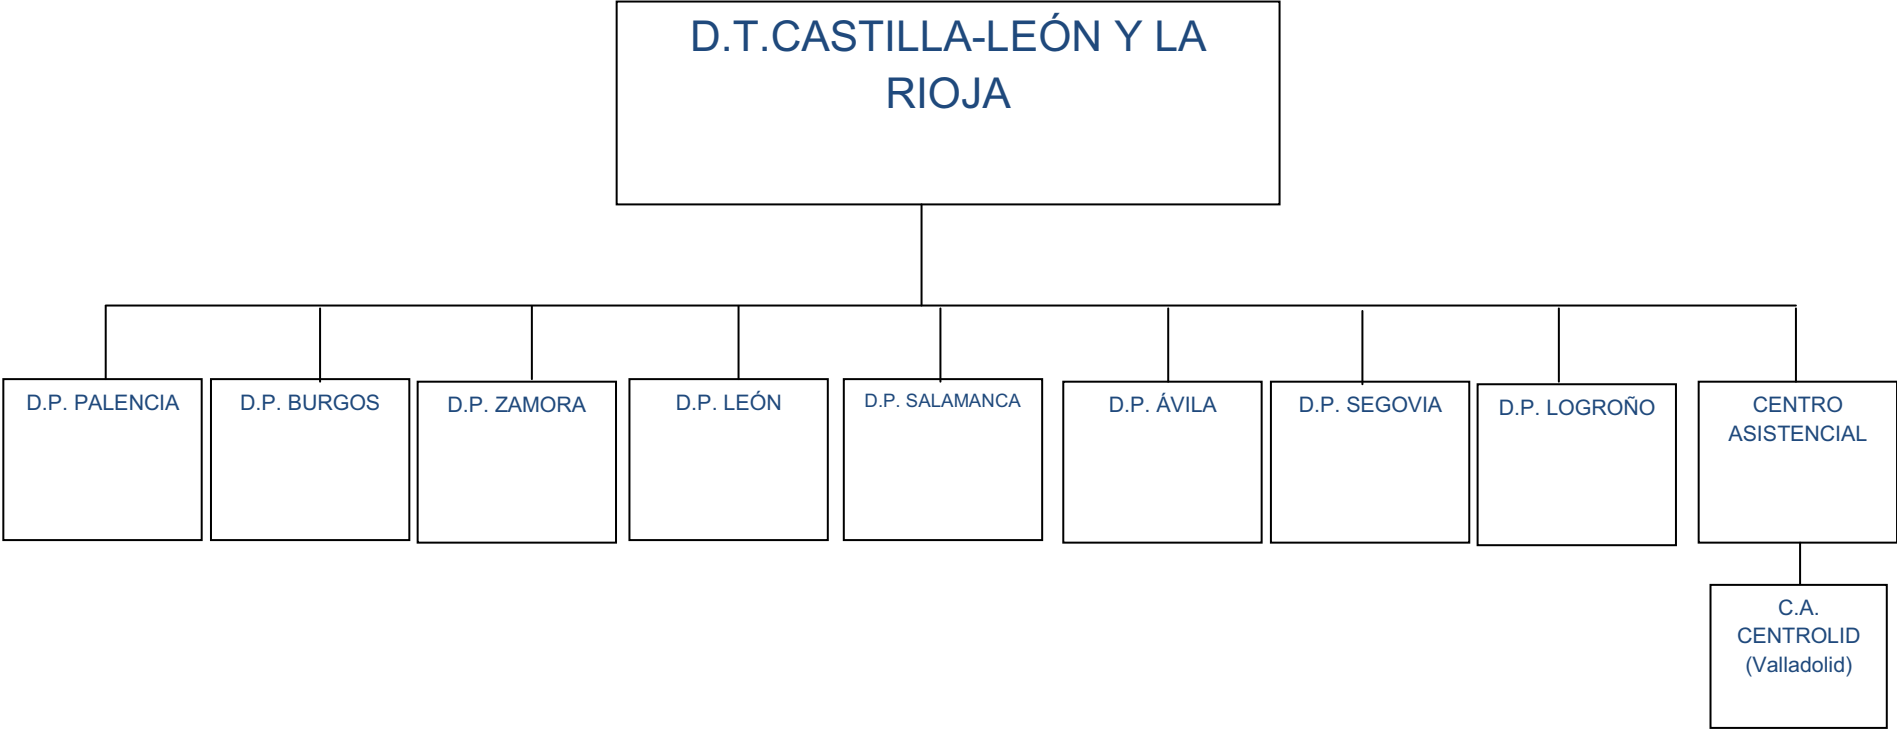 D.T.CASTILLA-LEÓN Y LA
RIOJA
D.P. PALENCIA
D.P. BURGOS
D.P. ZAMORA
D.P. LEÓN
D.P. SALAMANCA
D.P. ÁVILA
D.P. SEGOVIA
D.P. LOGROÑO
CENTRO
ASISTENCIAL
C.A.
CENTROLID
(Valladolid)